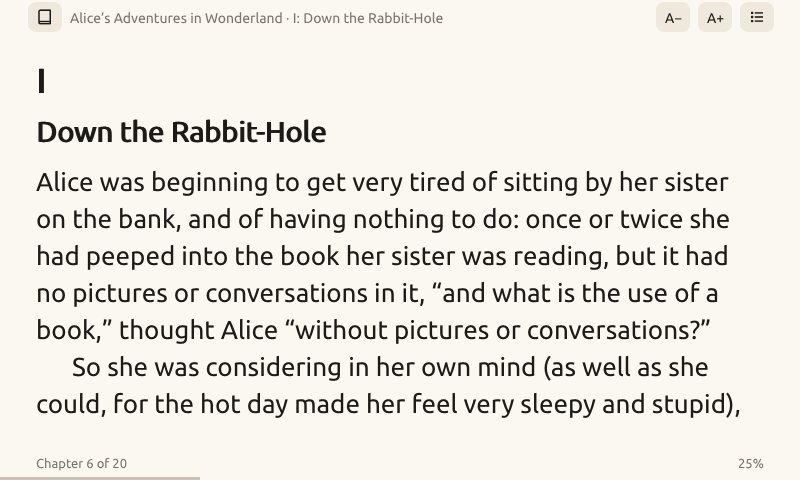 Alice’s Adventures in Wonderland · I: Down the Rabbit-Hole
A− A+
I
Down the Rabbit-Hole
Alice was beginning to get very tired of sitting by her sister
on the bank, and of having nothing to do: once or twice she
had peeped into the book her sister was reading, but it had
no pictures or conversations in it, “and what is the use of a
book,” thought Alice “without pictures or conversations?”
So she was considering in her own mind (as well as she
could, for the hot day made her feel very sleepy and stupid),
Chapter 6 of 20
25%